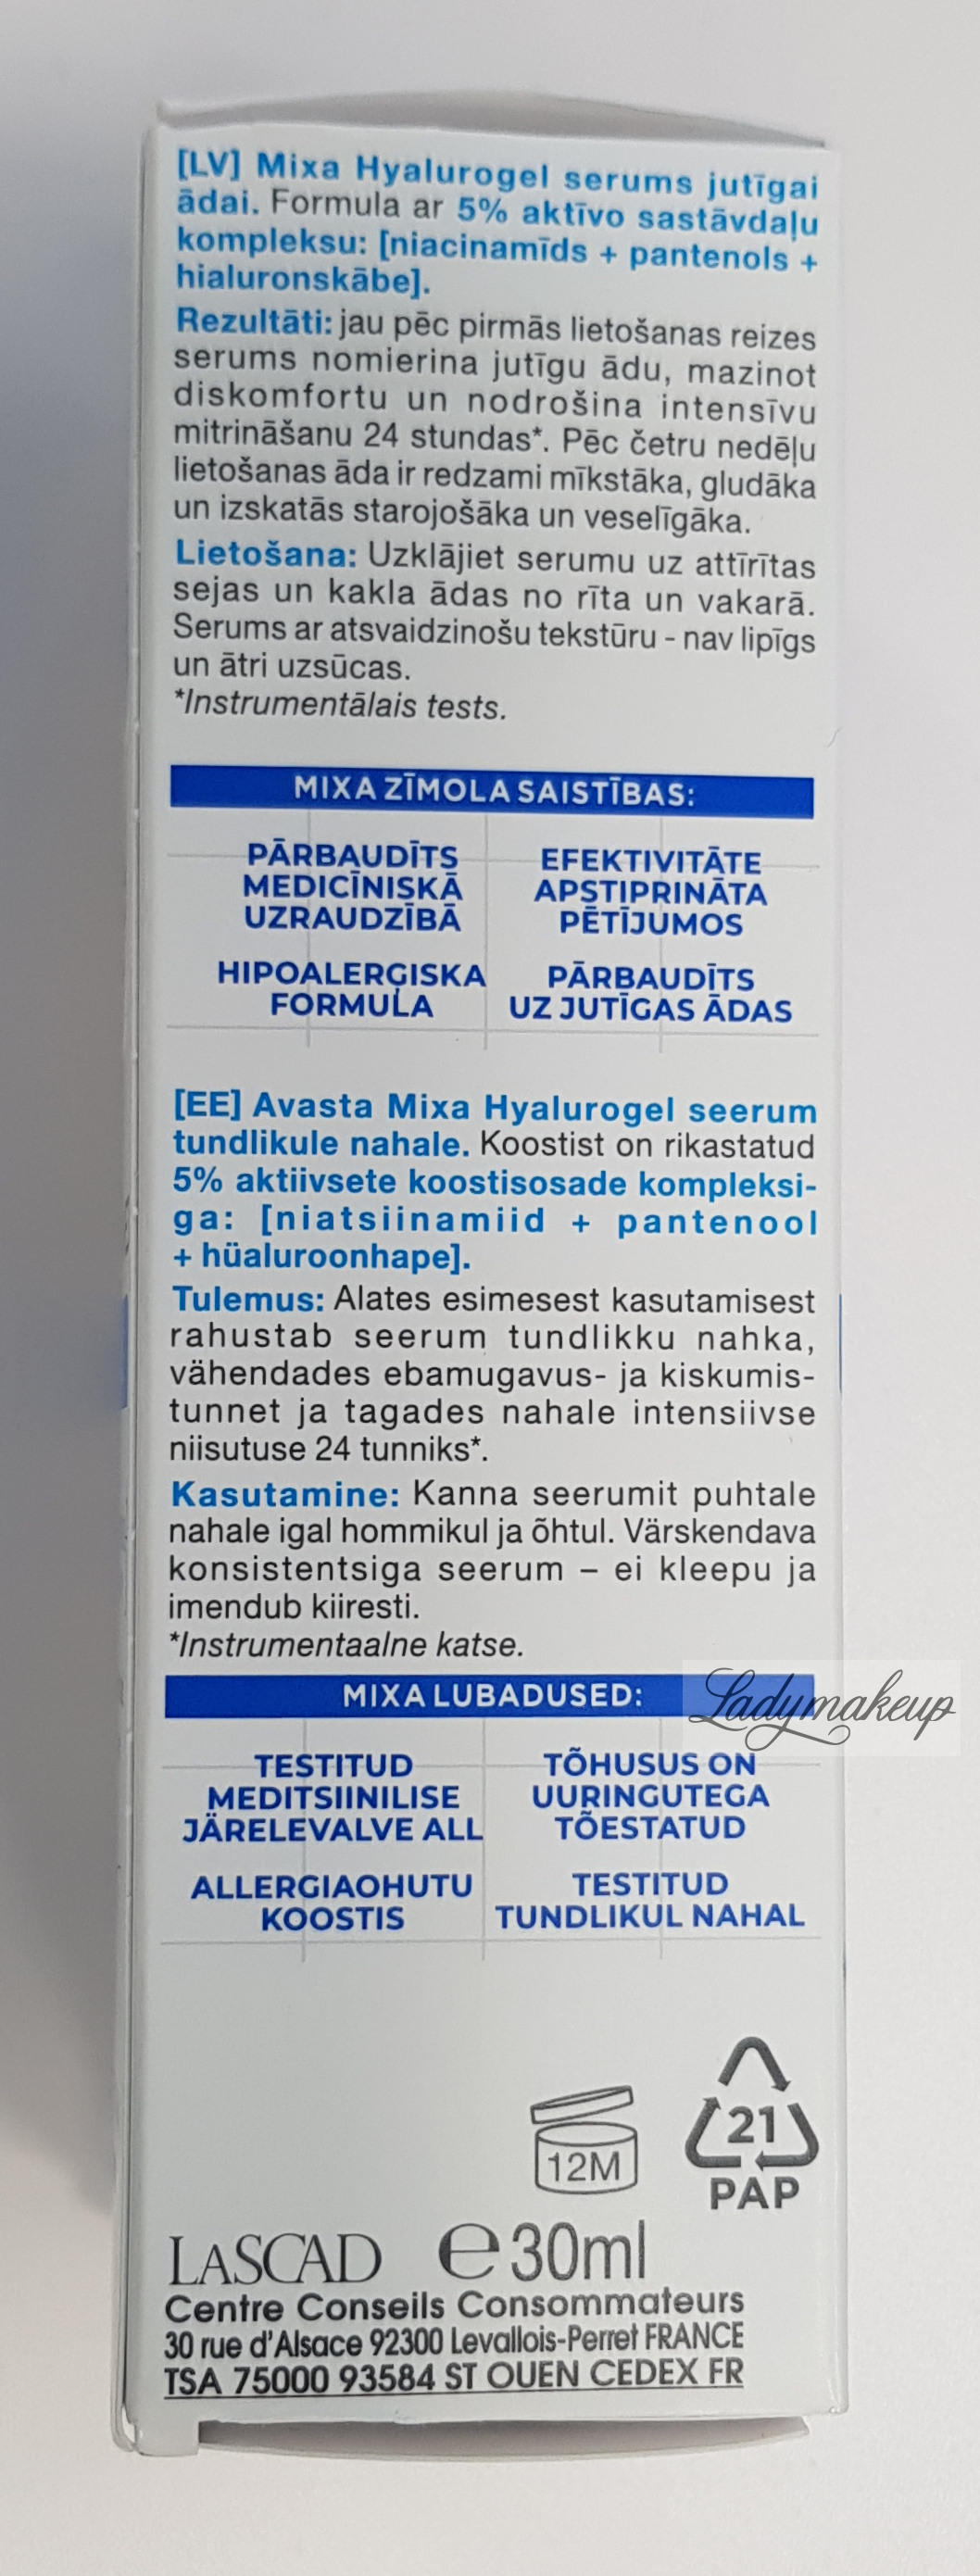 [LV] Mixa Hyalurogel serums jutīgai
ādai. Formula ar 5% aktīvo sastāvdaļu
kompleksu: [niacinamīds + pantenols +
hialuronskābe].
Rezultāti: jau pēc pirmās lietošanas reizes
serums nomierina jutīgu ādu, mazinot
diskomfortu un nodrošina intensīvu
mitrināšanu 24 stundas*. Pēc četru nedēļu
lietošanas āda ir redzami mīkstāka, gludāka
un izskatās starojošāka un veselīgāka.
Lietošana: Uzklājiet serumu uz attīrītas
sejas un kakla ādas no rīta un vakarā.
Serums ar atsvaidzinošu tekstūru - nav lipīgs
un ātri uzsūcas.
*Instrumentālais tests.
MIXA ZĪMOLA SAISTĪBAS:
PĀRBAUDĪTS
MEDICĪNISKĀ
UZRAUDZĪBĀ
EFEKTIVITĀTE
APSTIPRINĀTA
PĒTĪJUMOS
HIPOALERĢISKA
FORMULA
PĀRBAUDĪTS
UZ JUTĪGAS ĀDAS
[EE] Avasta Mixa Hyalurogel seerum
tundlikule nahale. Koostist on rikastatud
5% aktiivsete koostisosade kompleksi-
ga: [niatsiinamiid + pantenool
+ hüaluroonhape].
Tulemus: Alates esimesest kasutamisest
rahustab seerum tundlikku nahka,
vähendades ebamugavus- ja kiskumis-
tunnet ja tagades nahale intensiivse
niisutuse 24 tunniks*.
Kasutamine: Kanna seerumit puhtale
nahale igal hommikul ja õhtul. Värskendava
konsistentsiga seerum – ei kleepu ja
imendub kiiresti.
*Instrumentaalne katse.
MIXA LUBADUSED:
Ladymakeup
TESTITUD
MEDITSIINILISE
JÄRELEVALVE ALL
TÕHUSUS ON
UURINGUTEGA
TÕESTATUD
ALLERGIAOHUTU
KOOSTIS
TESTITUD
TUNDLIKUL NAHAL
12M
21
PAP
LASCAD ℮30ml
Centre Conseils Consommateurs
30 rue d'Alsace 92300 Levallois-Perret FRANCE
TSA 75000 93584 ST OUEN CEDEX FR